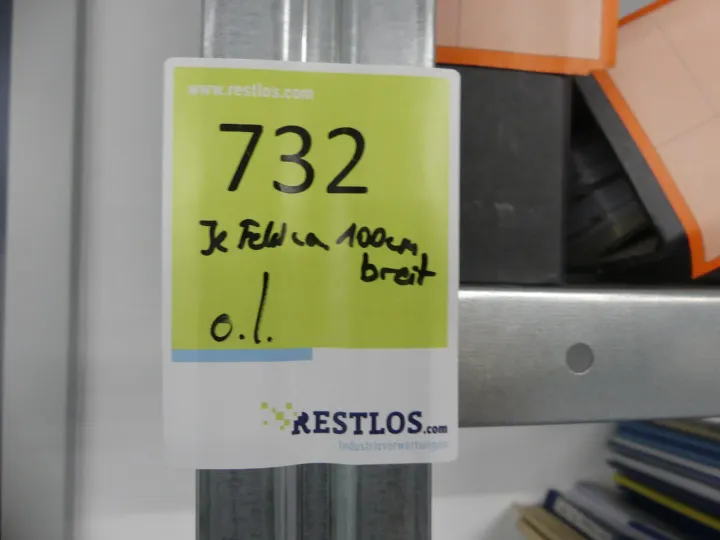 www.restlos.com
732
Je Feld ca 100cm
breit
o.l.
RESTLOS.com
Industrieverwertungen